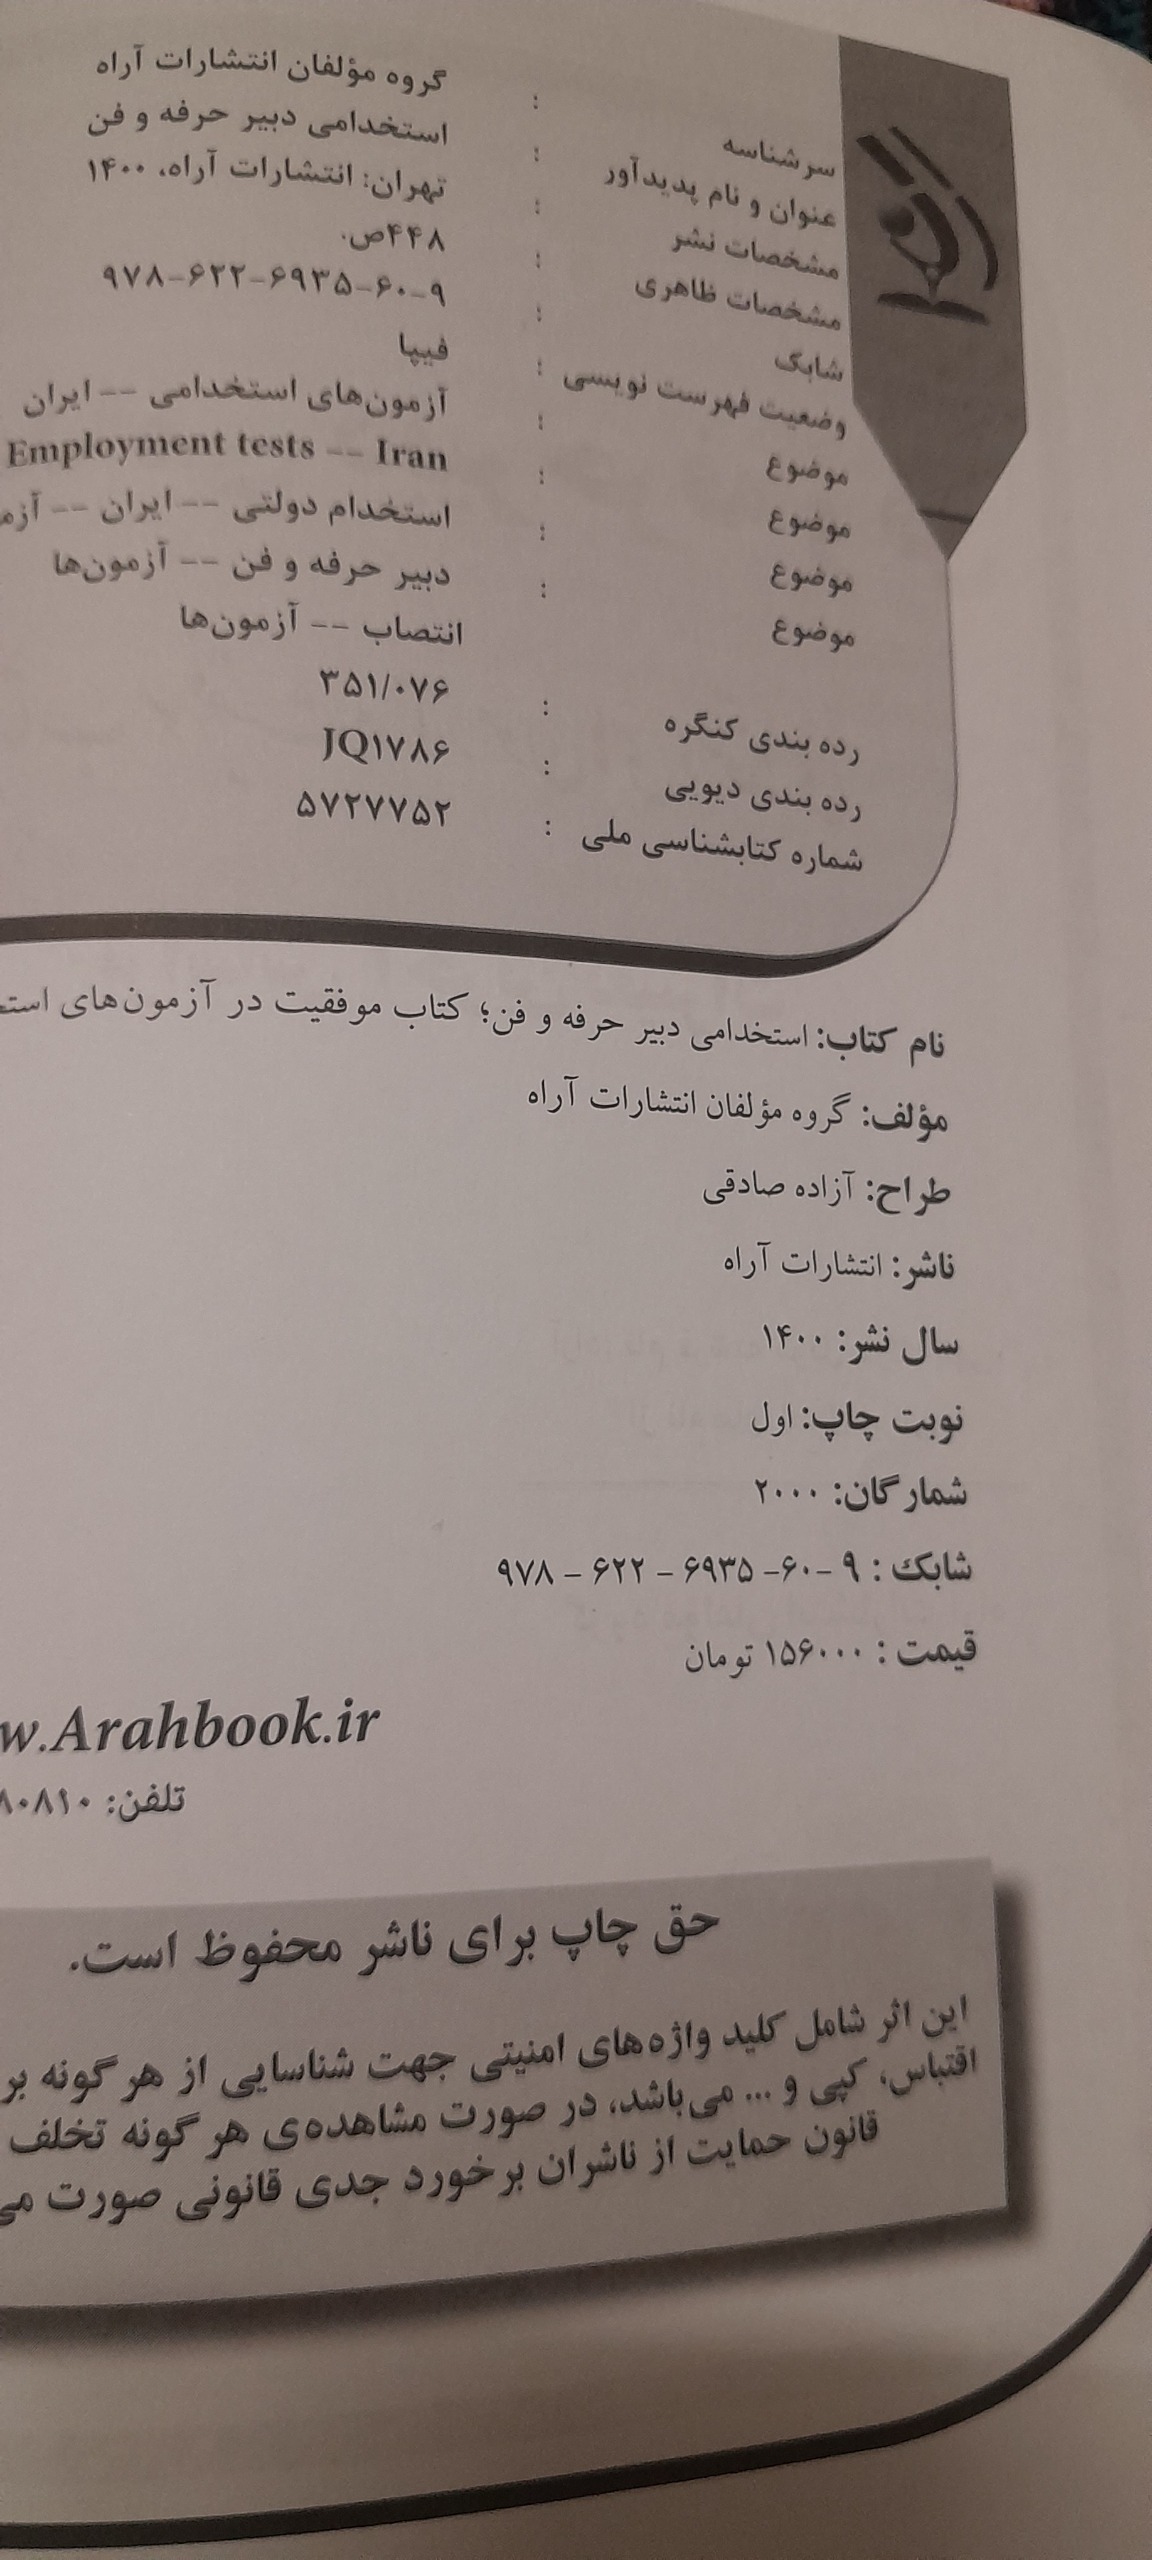 سرشناسه : گروه مؤلفان انتشارات آراه
عنوان و نام پدیدآور : استخدامی دبیر حرفه و فن
مشخصات نشر : تهران: انتشارات آراه، ۱۴۰۰
مشخصات ظاهری : ۴۴۸ص.
شابک : ۹۷۸-۶۲۲-۶۹۳۵-۶۰-۹
وضعیت فهرست نویسی : فیپا
موضوع : آزمون‌های استخدامی -- ایران
موضوع : Employment tests -- Iran
موضوع : استخدام دولتی -- ایران --
موضوع : دبیر حرفه و فن -- آزمون‌ها
انتصاب -- آزمون‌ها
رده بندی کنگره : ۳۵۱/۰۷۶
رده بندی دیویی : JQ۱۷۸۶
شماره کتابشناسی ملی : ۵۷۲۷۷۵۲
نام کتاب: استخدامی دبیر حرفه و فن؛ کتاب موفقیت در آزمون‌های
مؤلف: گروه مؤلفان انتشارات آراه
طراح: آزاده صادقی
ناشر: انتشارات آراه
سال نشر: ۱۴۰۰
نوبت چاپ: اول
شمارگان: ۲۰۰۰
شابک : ۹۷۸ – ۶۲۲ – ۶۹۳۵ –۶۰– ۹
قیمت : ۱۵۶۰۰۰ تومان
w.Arahbook.ir
تلفن: ۸۰۸۱۰
حق چاپ برای ناشر محفوظ است.
این اثر شامل کلید واژه‌های امنیتی جهت شناسایی از هر گونه
اقتباس، کپی و ... می‌باشد، در صورت مشاهده‌ی هر گونه تخلف
قانون حمایت از ناشران برخورد جدی قانونی صورت